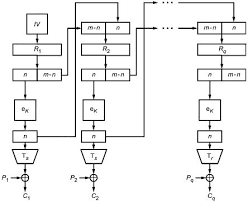 IV m-n n m-n n
R1 R2 Rq
n m-n n m-n n m-n
eK eK eK
n n n
Ts Ts Tr
P1 P2 Pq
C1 C2 Cq